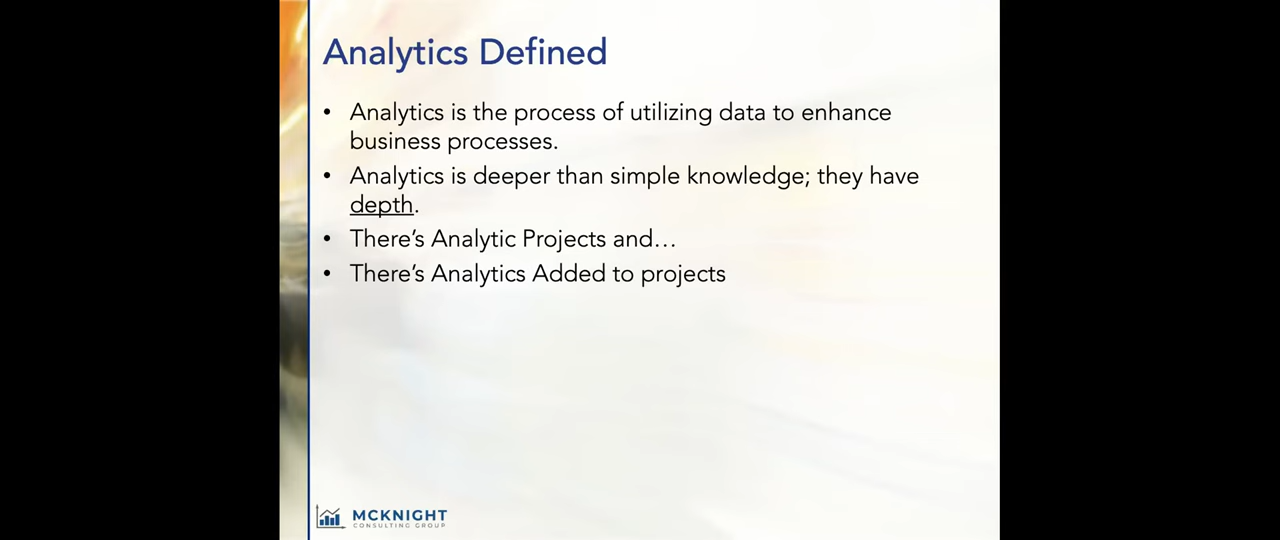 Analytics Defined
• Analytics is the process of utilizing data to enhance
business processes.
• Analytics is deeper than simple knowledge; they have
depth.
• There’s Analytic Projects and…
• There’s Analytics Added to projects
MCKNIGHT
CONSULTING GROUP